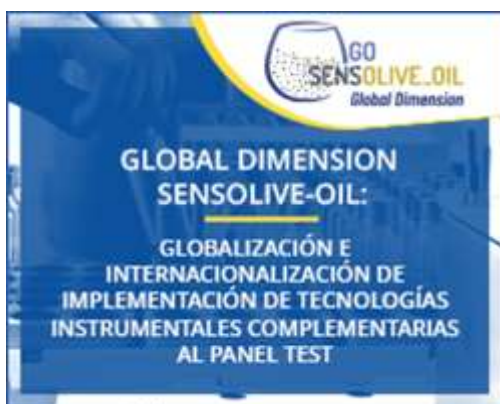 GO
SENSOLIVE_OIL
Global Dimension
GLOBAL DIMENSION
SENSOLIVE-OIL:
GLOBALIZACIÓN E
INTERNACIONALIZACIÓN DE
IMPLEMENTACIÓN DE TECNOLOGÍAS
INSTRUMENTALES COMPLEMENTARIAS
AL PANEL TEST